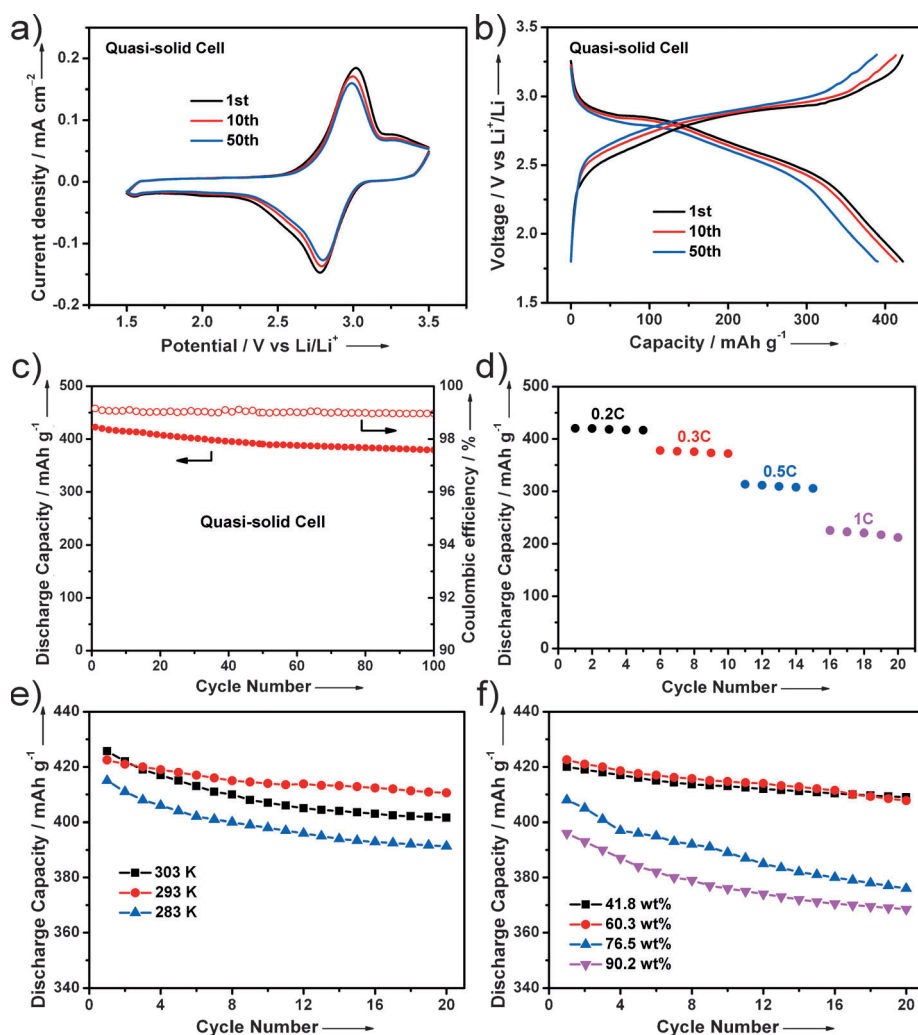 a)
Quasi-solid Cell
1st
10th
50th
0.2
0.1
0.0
-0.1
-0.2
1.5 2.0 2.5 3.0 3.5
Current density / mA cm⁻²
Potential / V vs Li/Li⁺
b)
Quasi-solid Cell
1st
10th
50th
3.5
3.0
2.5
2.0
1.5
0 100 200 300 400
Voltage / V vs Li⁺/Li
Capacity / mAh g⁻¹
c)
Quasi-solid Cell
500
400
300
200
100
0
100
98
96
94
92
90
0 20 40 60 80 100
Discharge Capacity / mAh g⁻¹
Coulombic efficiency / %
Cycle Number
d)
0.2C
0.3C
0.5C
1C
500
400
300
200
100
0
0 2 4 6 8 10 12 14 16 18 20
Discharge Capacity / mAh g⁻¹
Cycle Number
e)
303 K
293 K
283 K
440
420
400
380
360
340
0 4 8 12 16 20
Discharge Capacity / mAh g⁻¹
Cycle Number
f)
41.8 wt%
60.3 wt%
76.5 wt%
90.2 wt%
440
420
400
380
360
340
0 4 8 12 16 20
Discharge Capacity / mAh g⁻¹
Cycle Number